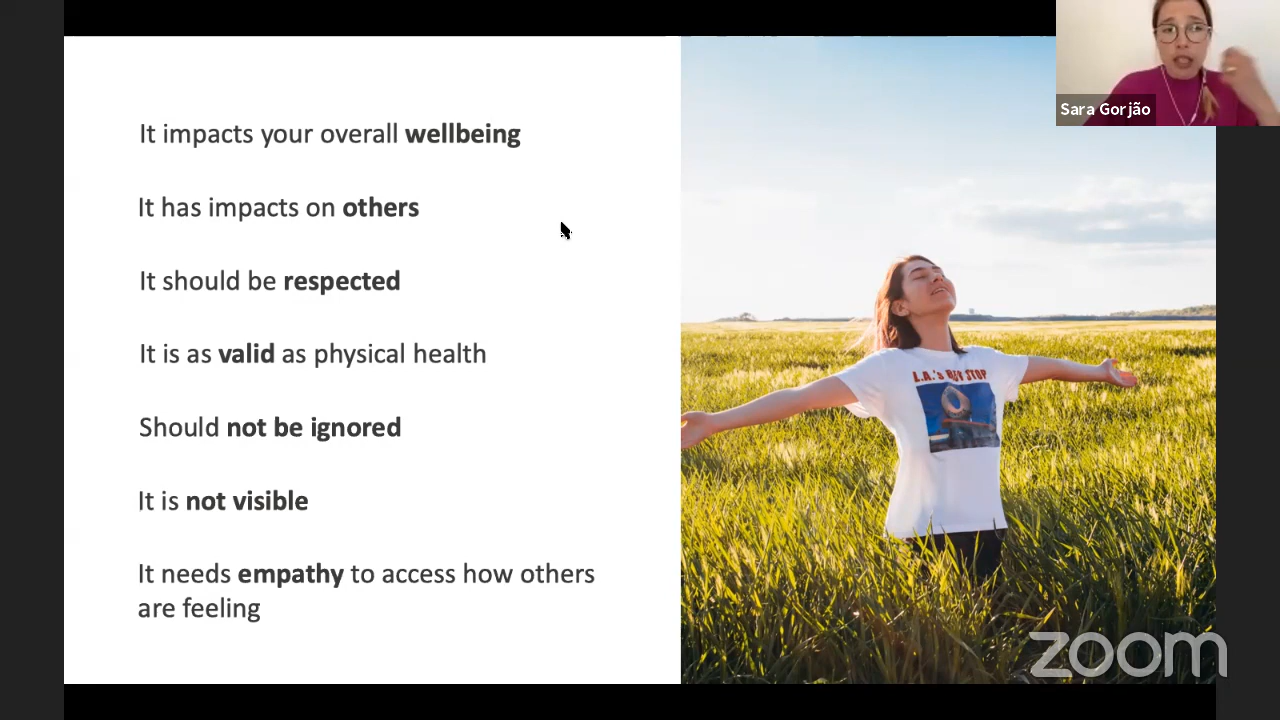 It impacts your overall wellbeing
It has impacts on others
It should be respected
It is as valid as physical health
Should not be ignored
It is not visible
It needs empathy to access how others
are feeling
Sara Gorjão
L.A.'s STOP
zoom